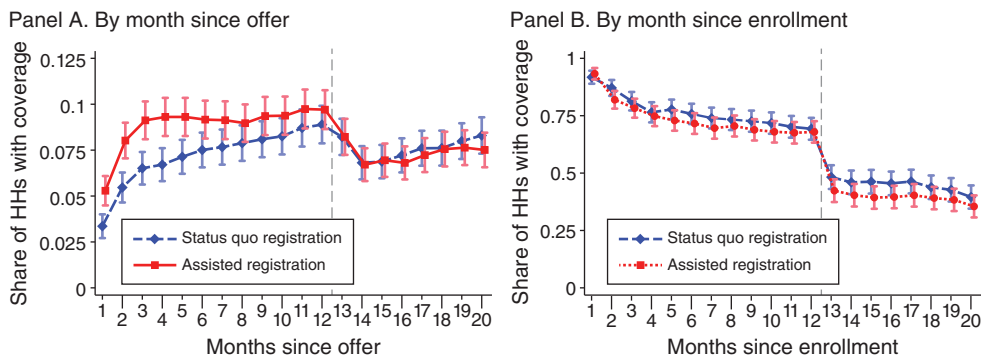 Panel A. By month since offer
Share of HHs with coverage
0.125
0.1
0.075
0.05
0.025
0
Status quo registration
Assisted registration
1 2 3 4 5 6 7 8 9 10 11 12 13 14 15 16 17 18 19 20
Months since offer
Panel B. By month since enrollment
Share of HHs with coverage
1
0.75
0.5
0.25
0
Status quo registration
Assisted registration
1 2 3 4 5 6 7 8 9 10 11 12 13 14 15 16 17 18 19 20
Months since enrollment